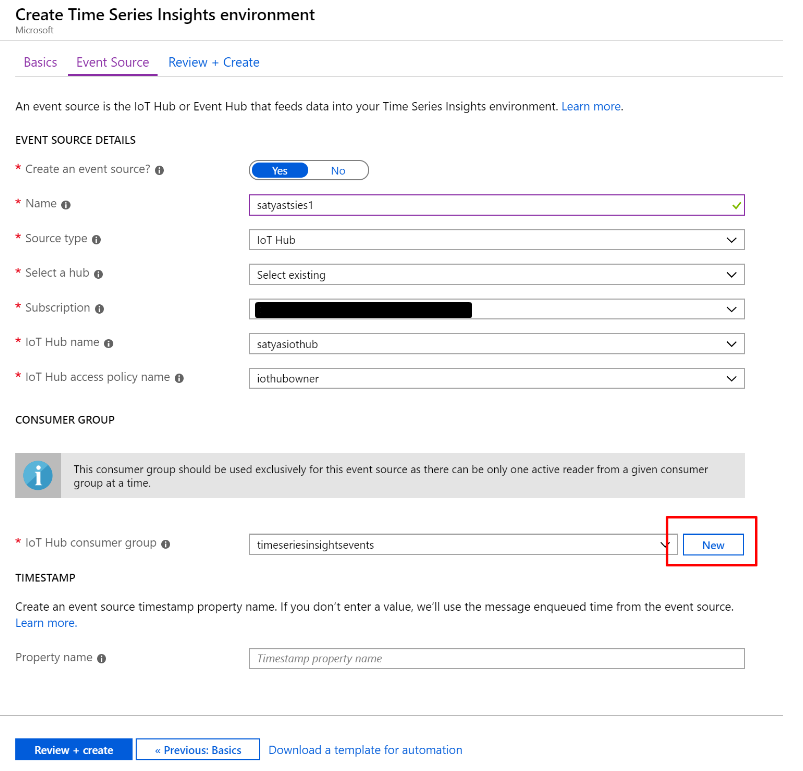 Create Time Series Insights environment
Microsoft
Basics Event Source Review + Create
An event source is the IoT Hub or Event Hub that feeds data into your Time Series Insights environment. Learn more.
EVENT SOURCE DETAILS
* Create an event source? Yes No
* Name satyastsies1
* Source type IoT Hub
* Select a hub Select existing
* Subscription
* IoT Hub name satyasiothub
* IoT Hub access policy name iothubowner
CONSUMER GROUP
This consumer group should be used exclusively for this event source as there can be only one active reader from a given consumer
group at a time.
* IoT Hub consumer group timeseriesinsightsevents New
TIMESTAMP
Create an event source timestamp property name. If you don't enter a value, we'll use the message enqueued time from the event source.
Learn more.
Property name Timestamp property name
Review + create « Previous: Basics Download a template for automation